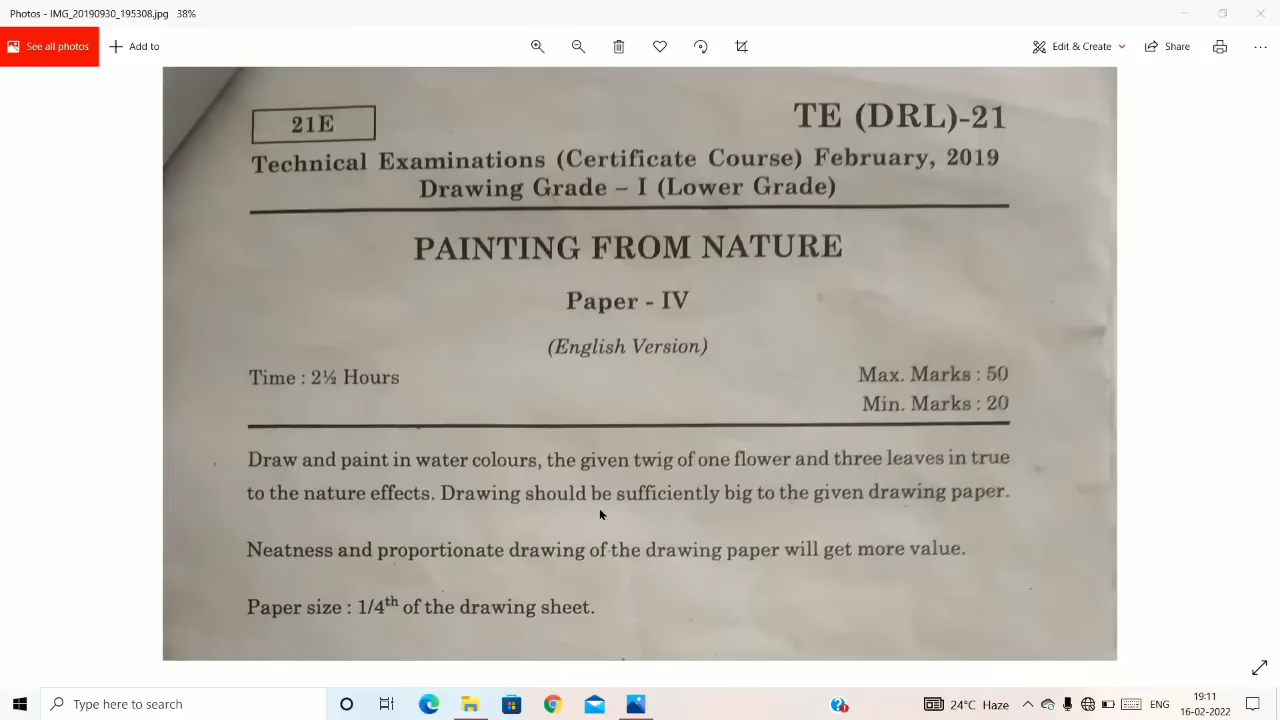 Photos - IMG_20190930_195308.jpg 38%
See all photos
Add to
Edit & Create
Share
21E
TE (DRL)-21
Technical Examinations (Certificate Course) February, 2019
Drawing Grade – I (Lower Grade)
PAINTING FROM NATURE
Paper - IV
(English Version)
Time : 2½ Hours
Max. Marks : 50
Min. Marks : 20
Draw and paint in water colours, the given twig of one flower and three leaves in true
to the nature effects. Drawing should be sufficiently big to the given drawing paper.
Neatness and proportionate drawing of the drawing paper will get more value.
Paper size : 1/4th of the drawing sheet.
Type here to search
24°C Haze
ENG
19:11
16-02-2022